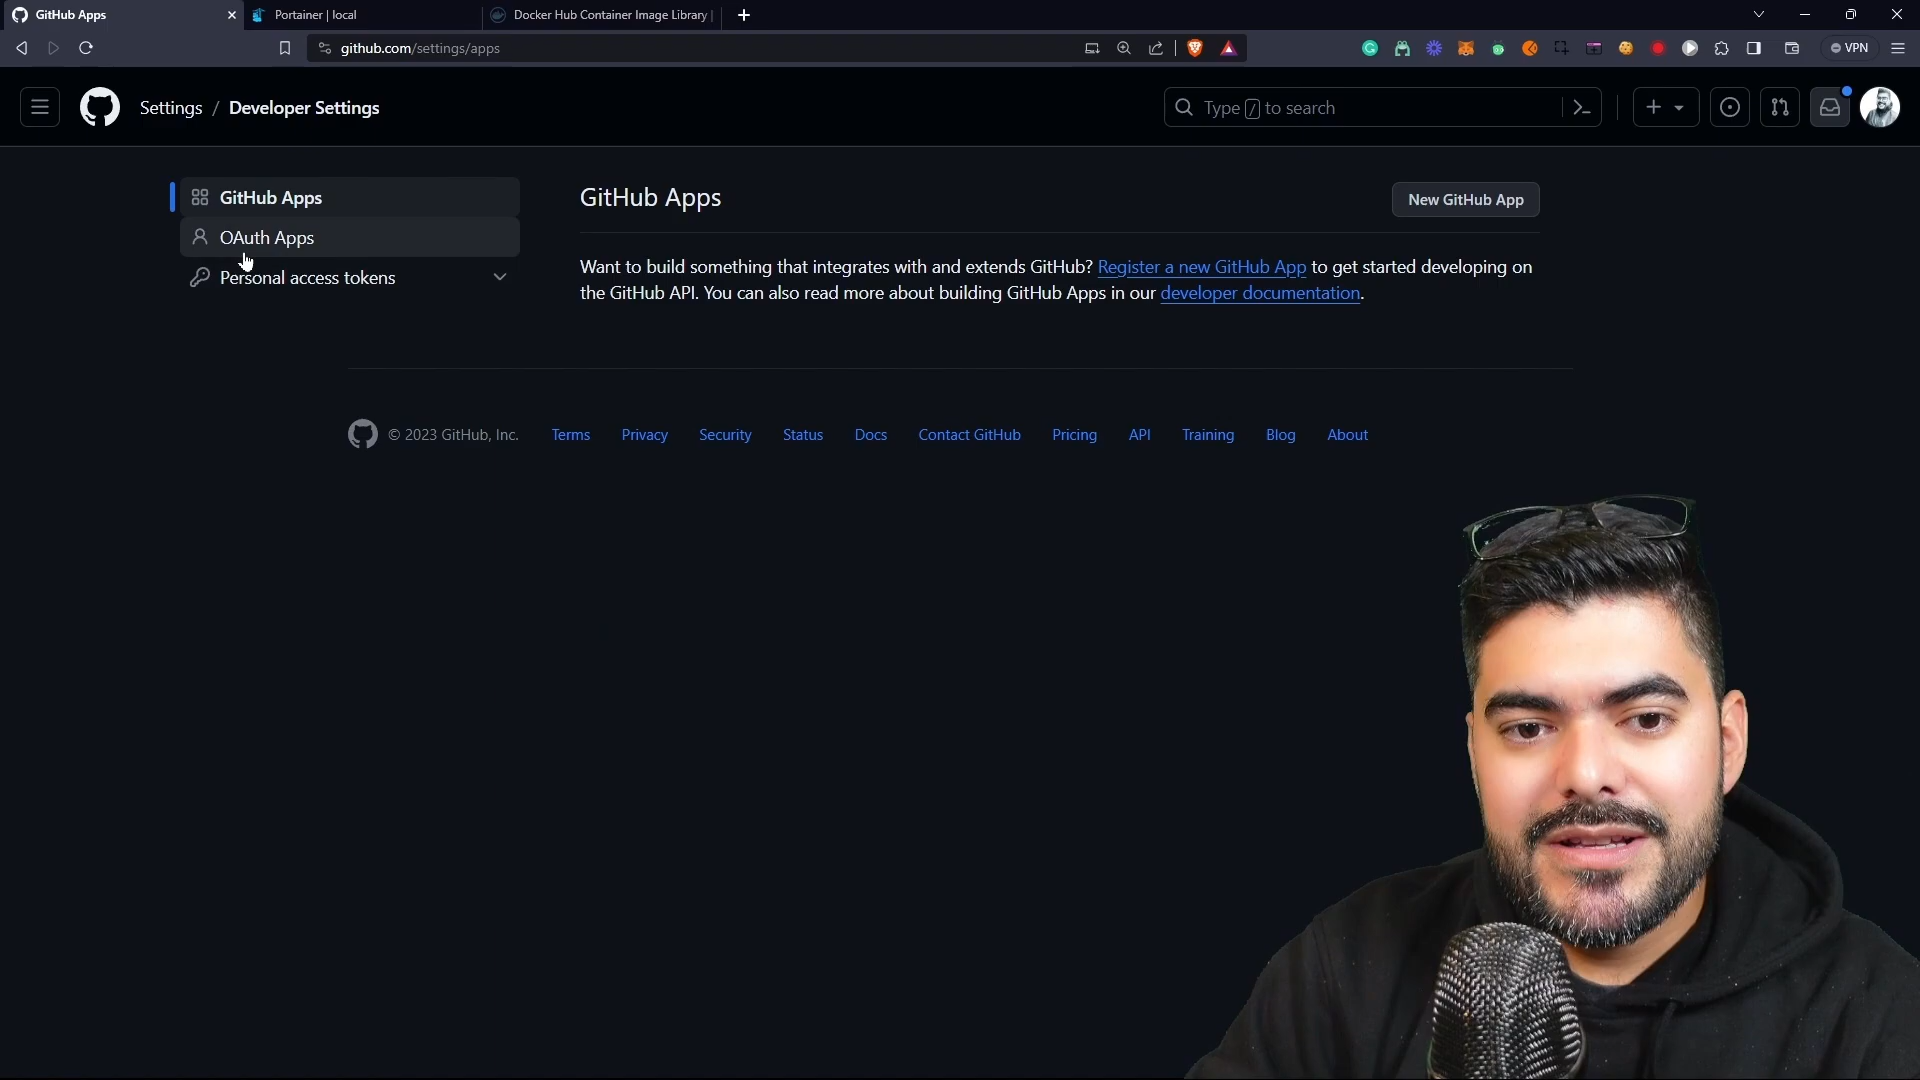 GitHub Apps
Portainer | local
Docker Hub Container Image Library |
github.com/settings/apps
VPN
Settings / Developer Settings
Type / to search
GitHub Apps
OAuth Apps
Personal access tokens
GitHub Apps
New GitHub App
Want to build something that integrates with and extends GitHub? Register a new GitHub App to get started developing on
the GitHub API. You can also read more about building GitHub Apps in our developer documentation.
© 2023 GitHub, Inc. Terms Privacy Security Status Docs Contact GitHub Pricing API Training Blog About